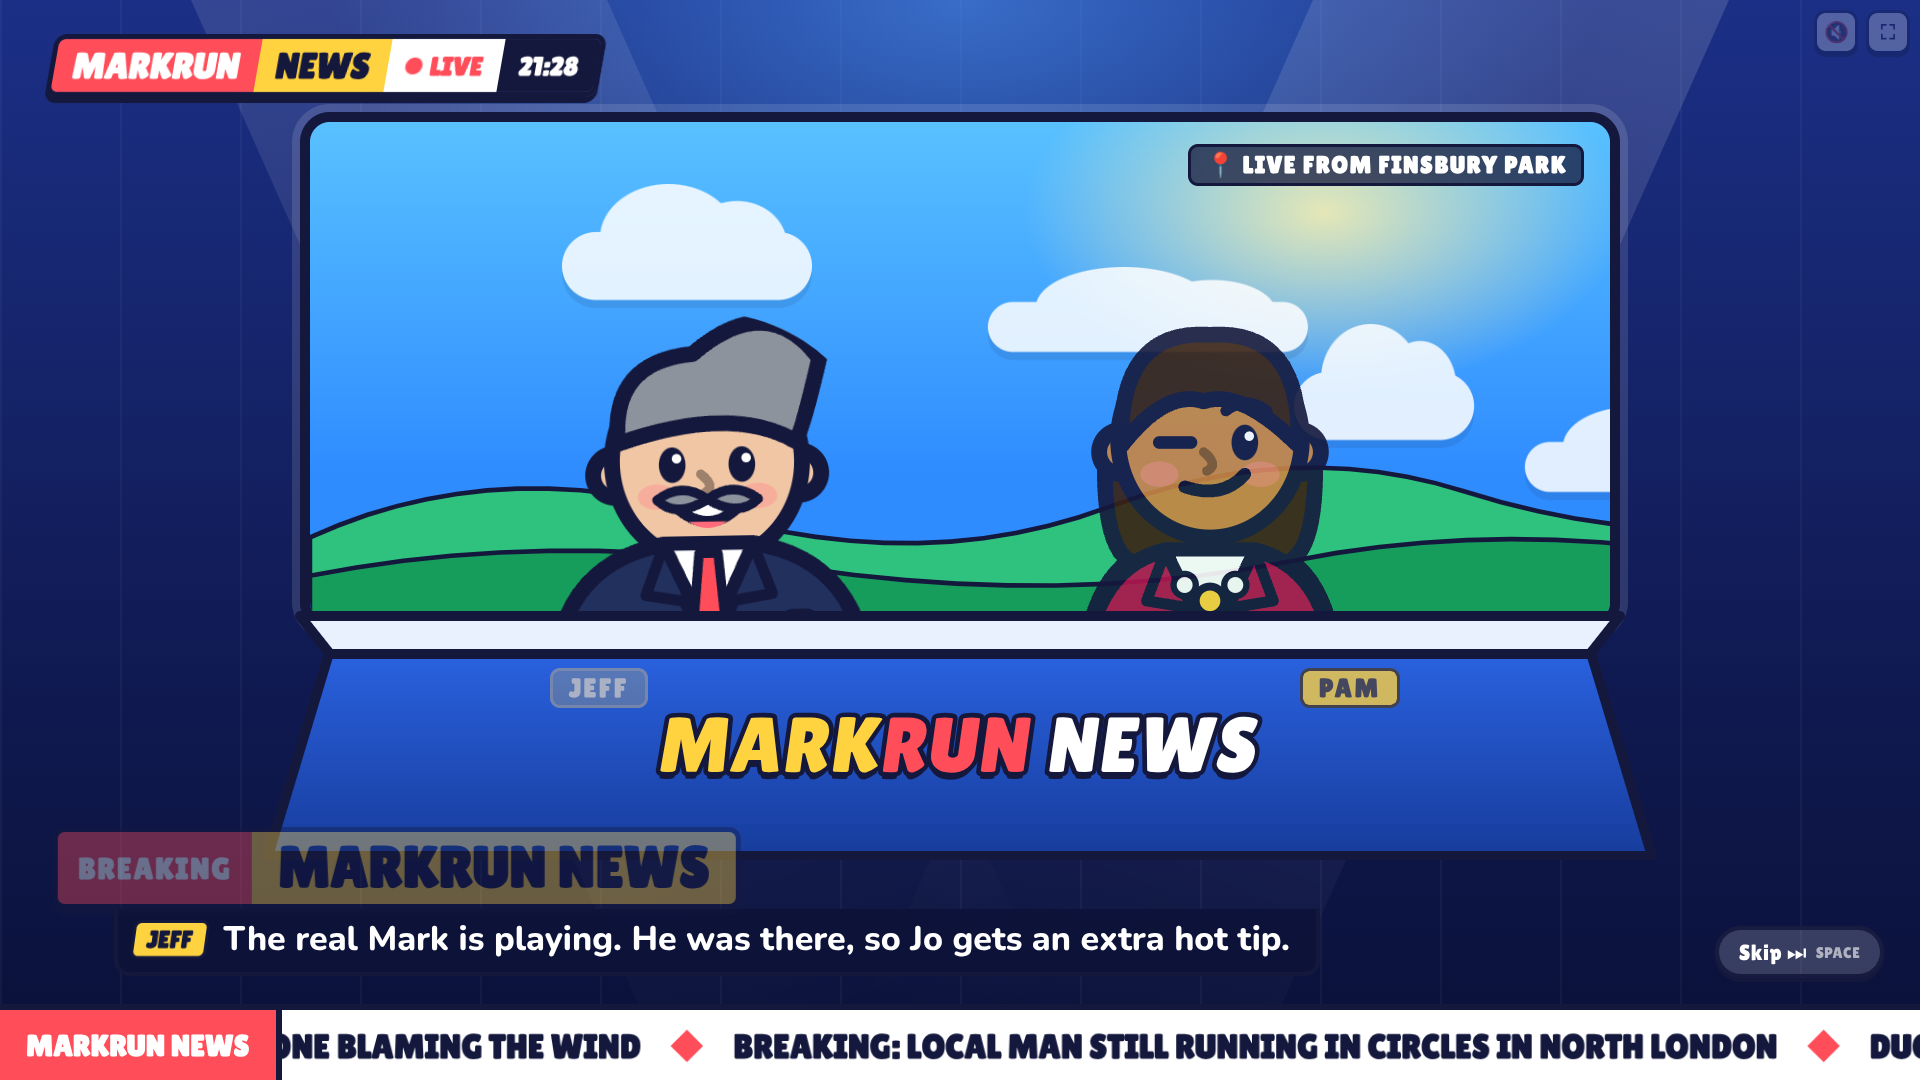 MARKRUN NEWS LIVE 21:28
📍 LIVE FROM FINSBURY PARK
JEFF
PAM
MARKRUN NEWS
BREAKING MARKRUN NEWS
JEFF The real Mark is playing. He was there, so Jo gets an extra hot tip.
Skip SPACE
MARKRUN NEWS ONE BLAMING THE WIND BREAKING: LOCAL MAN STILL RUNNING IN CIRCLES IN NORTH LONDON